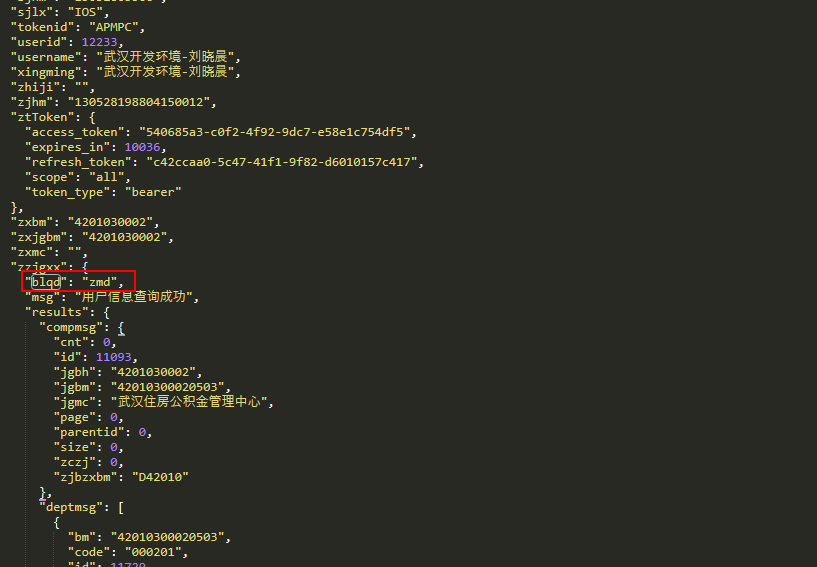 "sjlx": "IOS",
"tokenid": "APMPC",
"userid": 12233,
"username": "武汉开发环境-刘晓晨",
"xingming": "武汉开发环境-刘晓晨",
"zhiji": "",
"zjhm": "130528198804150012",
"ztToken": {
"access_token": "540685a3-c0f2-4f92-9dc7-e58e1c754df5",
"expires_in": 10036,
"refresh_token": "c42ccaa0-5c47-41f1-9f82-d6010157c417",
"scope": "all",
"token_type": "bearer"
},
"zxbm": "4201030002",
"zxjgbm": "4201030002",
"zxmc": "",
"zzjgxx": {
"blqd": "zmd",
"msg": "用户信息查询成功",
"results": {
"compmsg": {
"cnt": 0,
"id": 11093,
"jgbh": "4201030002",
"jgbm": "42010300020503",
"jgmc": "武汉住房公积金管理中心",
"page": 0,
"parentid": 0,
"size": 0,
"zczj": 0,
"zjbzxbm": "D42010"
},
"deptmsg": [
{
"bm": "42010300020503",
"code": "000201",